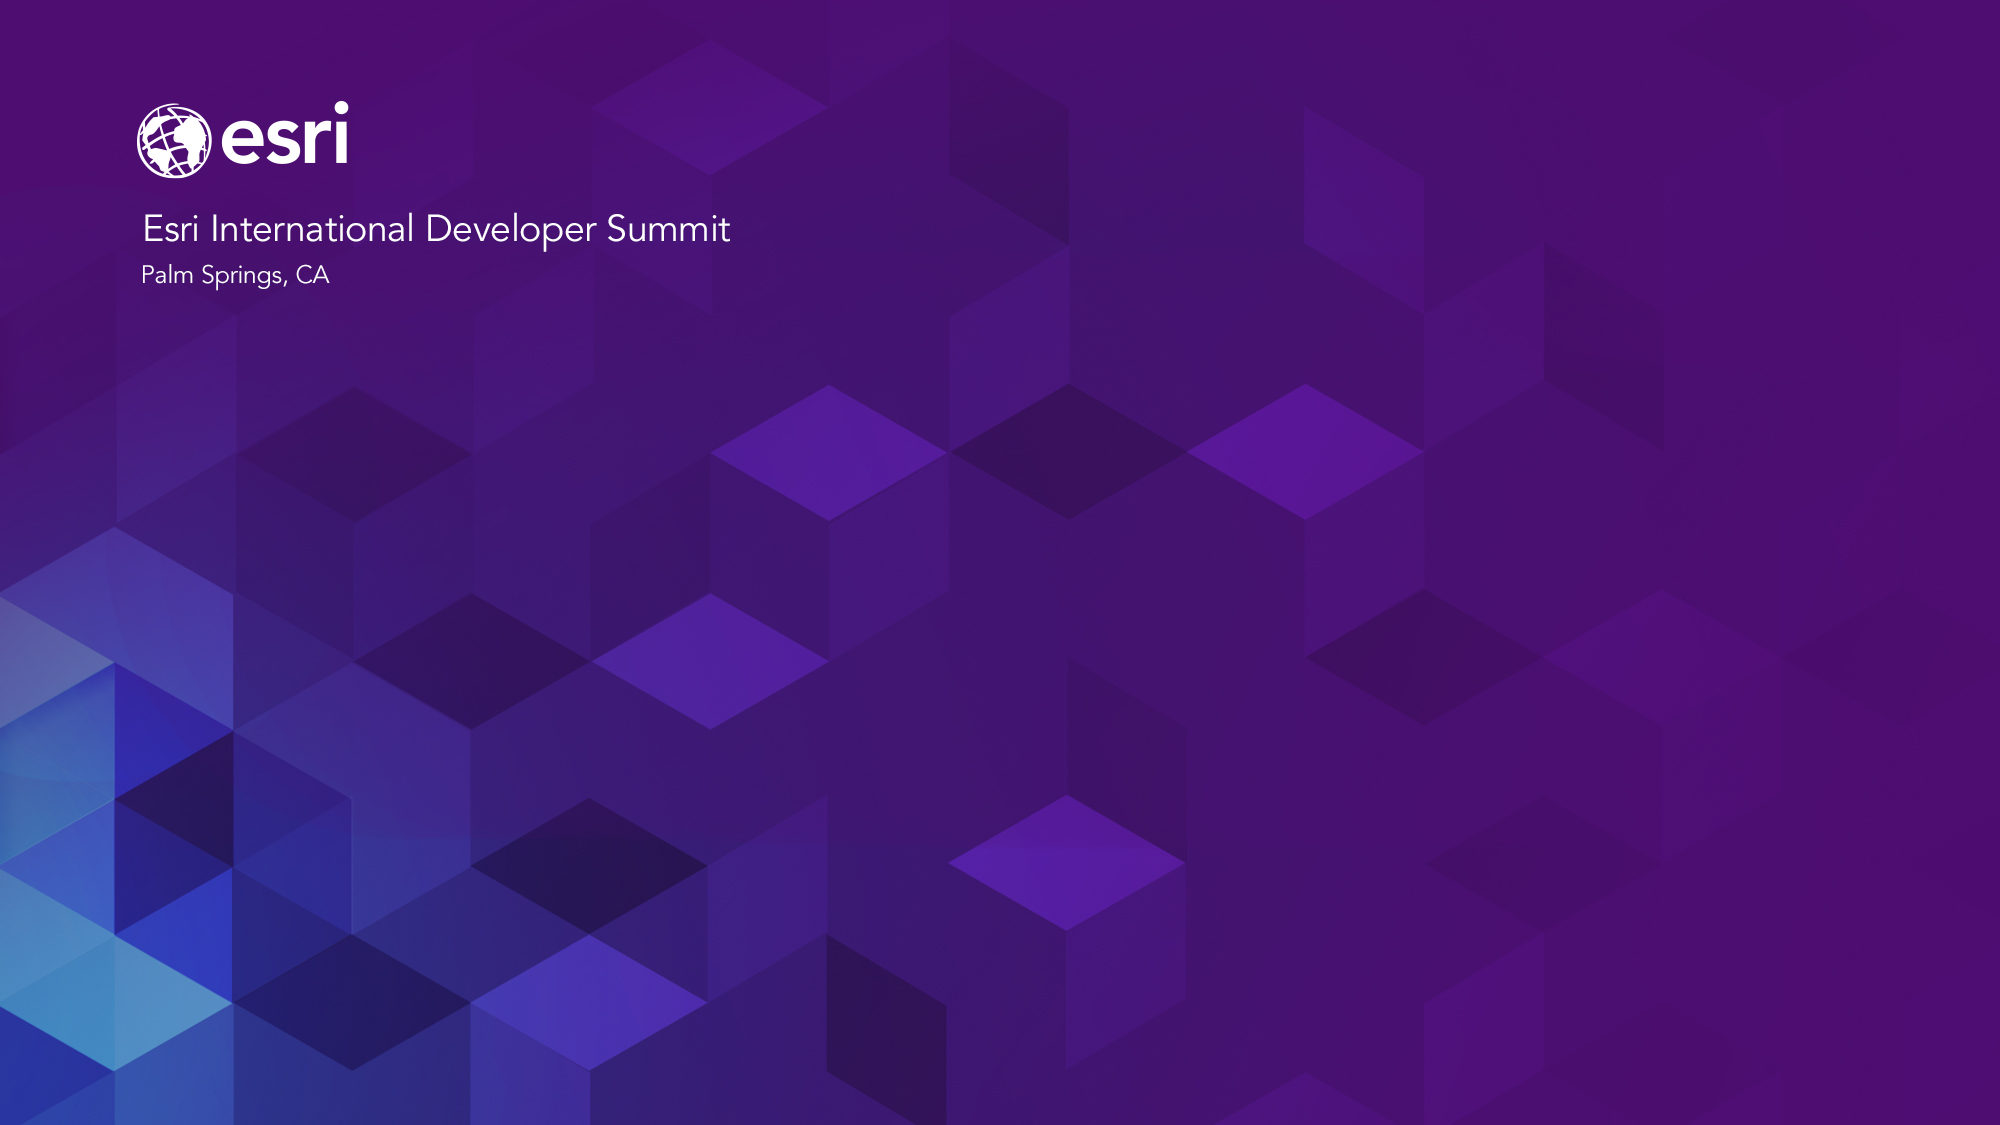 esri
Esri International Developer Summit
Palm Springs, CA